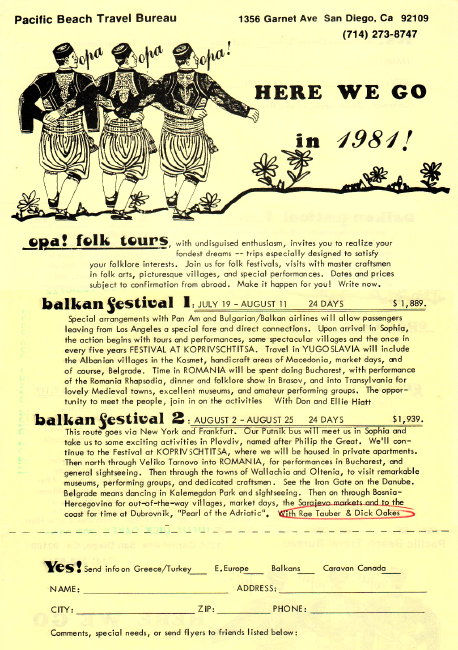 Pacific Beach Travel Bureau
1356 Garnet Ave San Diego, Ca 92109
(714) 273-8747
opa opa opa!
HERE WE GO
in 1981!
opa! folk tours, with undisguised enthusiasm, invites you to realize your
fondest dreams -- trips especially designed to satisfy
your folklore interests. Join us for folk festivals, visits with master craftsmen
in folk arts, picturesque villages, and special performances. Dates and prices
subject to confirmation from abroad. Make it happen for you! Write now.
balkan festival 1: JULY 19 - AUGUST 11 24 DAYS $1,889.
Special arrangements with Pan Am and Bulgarian/Balkan airlines will allow passengers
leaving from Los Angeles a special fare and direct connections. Upon arrival in Sophia,
the action begins with tours and performances, some spectacular villages and the once in
every five years FESTIVAL AT KOPRIVSCHTITSA. Travel in YUGOSLAVIA will include
the Albanian villages in the Kosmet, handicraft areas of Macedonia, market days, and
of course, Belgrade. Time in ROMANIA will be spent doing Bucharest, with performance
of the Romania Rhapsodia, dinner and folklore show in Brasov, and into Transylvania for
lovely Medieval towns, excellent museums, and amateur performing groups. The oppor-
tunity to meet the people, join in on the activities With Don and Ellie Hiatt
balkan festival 2: AUGUST 2 - AUGUST 25 24 DAYS $1,939.
This route goes via New York and Frankfurt. Our Putnik bus will meet us in Sophia and
take us to some exciting activities in Plovdiv, named after Philip the Great. We'll con-
tinue to the Festival at KOPRIVSCHTITSA, where we will be housed in private apartments.
Then north through Veliko Tarnovo into ROMANIA, for performances in Bucharest, and
general sightseeing. Then through the towns of Wallachia and Oltenia, to visit remarkable
museums, performing groups, and dedicated craftsmen. See the Iron Gate on the Danube.
Belgrade means dancing in Kalemegdan Park and sightseeing. Then on through Bosnia-
Hercegovina for out-of-the-way villages, market days, the Sarajevo markets and to the
coast for time at Dubrovnik, "Pearl of the Adriatic". With Rae Tauber & Dick Oakes
Yes! Send info on Greece/Turkey___ E.Europe___ Balkans___ Caravan Canada___
NAME: ADDRESS:
CITY: ZIP: PHONE:
Comments, special needs, or send flyers to friends listed below: